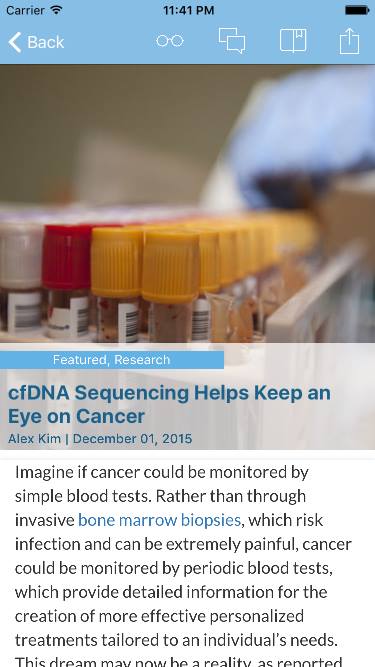 Carrier 11:41 PM
Back
Featured, Research
cfDNA Sequencing Helps Keep an
Eye on Cancer
Alex Kim | December 01, 2015
Imagine if cancer could be monitored by
simple blood tests. Rather than through
invasive bone marrow biopsies, which risk
infection and can be extremely painful, cancer
could be monitored by periodic blood tests,
which provide detailed information for the
creation of more effective personalized
treatments tailored to an individual’s needs.
This dream may now be a reality, as reported